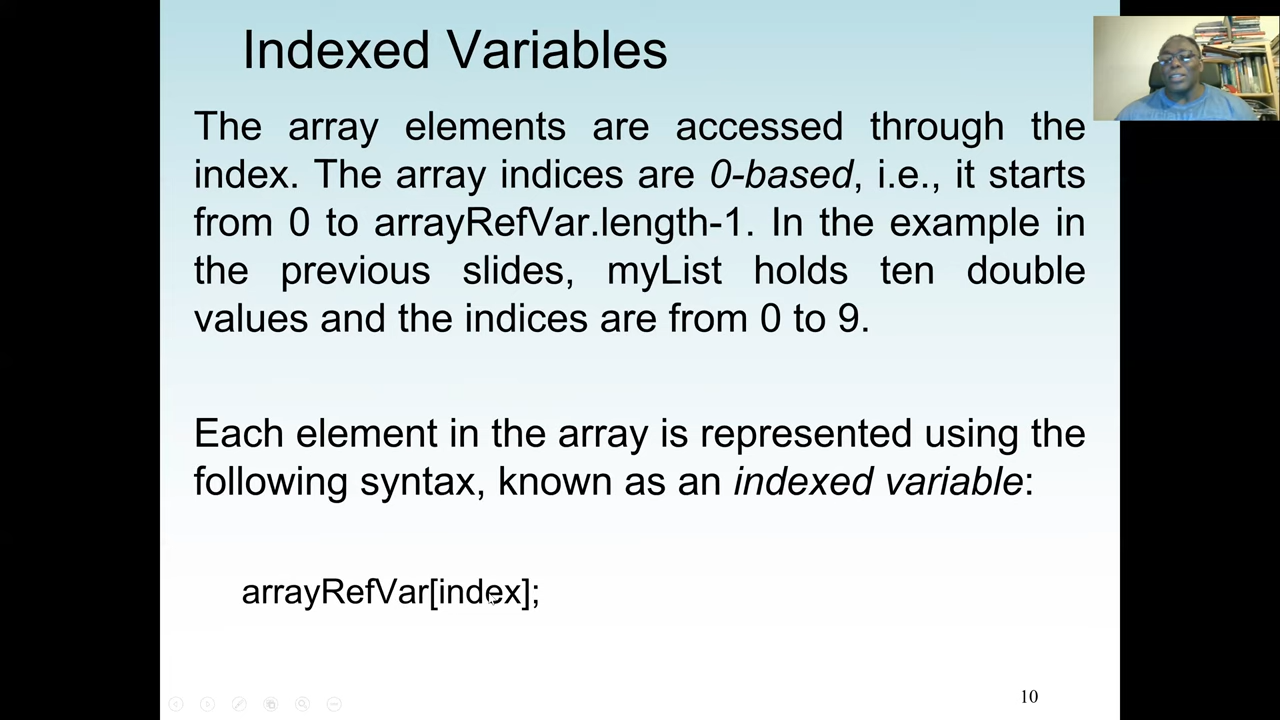 Indexed Variables
The array elements are accessed through the
index. The array indices are 0-based, i.e., it starts
from 0 to arrayRefVar.length-1. In the example in
the previous slides, myList holds ten double
values and the indices are from 0 to 9.
Each element in the array is represented using the
following syntax, known as an indexed variable:
arrayRefVar[index];
10